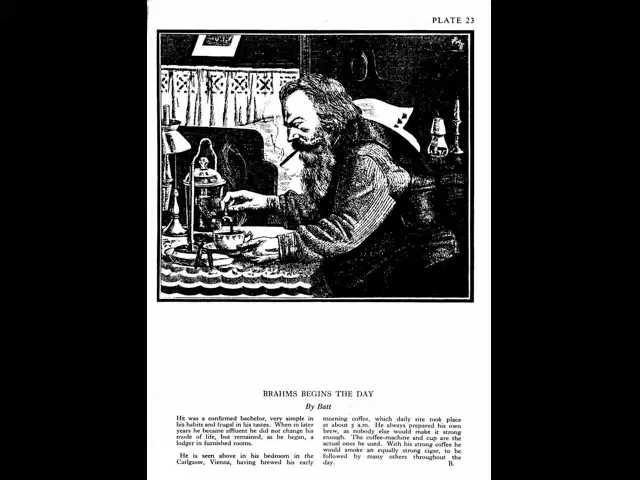 PLATE 23
BRAHMS BEGINS THE DAY
By Batt
HE was a confirmed bachelor, very simple in
his habits and frugal in his tastes. When in later
years he became affluent he did not change his
mode of life, but remained, as he began, a
lodger in furnished rooms.
He is seen above in his bedroom in the
Carlgasse, Vienna, having brewed his early
morning coffee, which daily rite took place
at about 5 a.m. He always prepared his own
brew, as nobody else would make it strong
enough. The coffee-machine and cup are the
actual ones he used. With his strong coffee he
would smoke an equally strong cigar, to be
followed by many others throughout the
day. B.